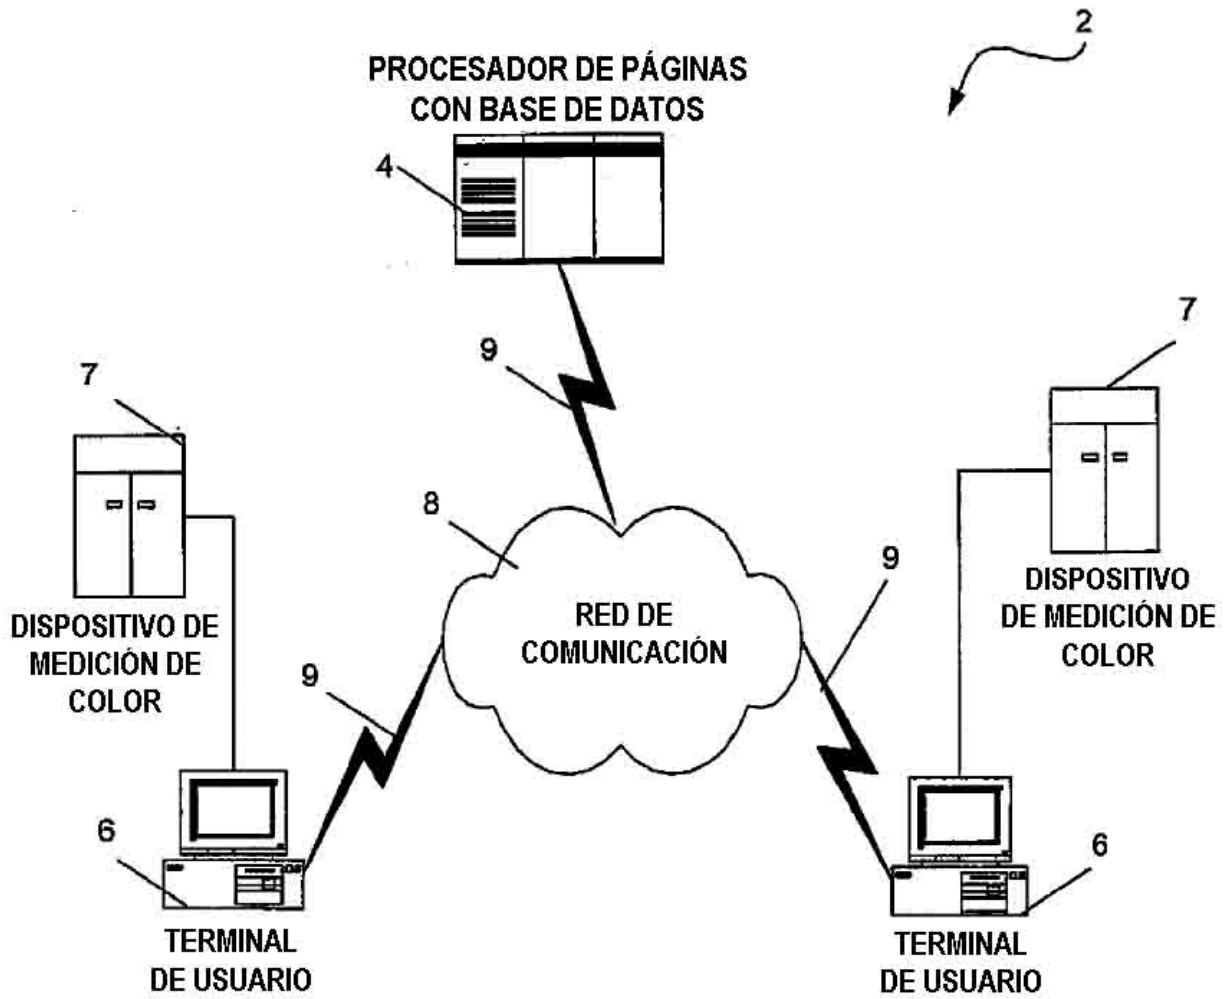 2
PROCESADOR DE PÁGINAS
CON BASE DE DATOS
4
7
9
7
8
9
RED DE
COMUNICACIÓN
DISPOSITIVO DE
MEDICIÓN DE
COLOR
DISPOSITIVO
DE MEDICIÓN DE
COLOR
9
6
6
TERMINAL
DE USUARIO
TERMINAL
DE USUARIO